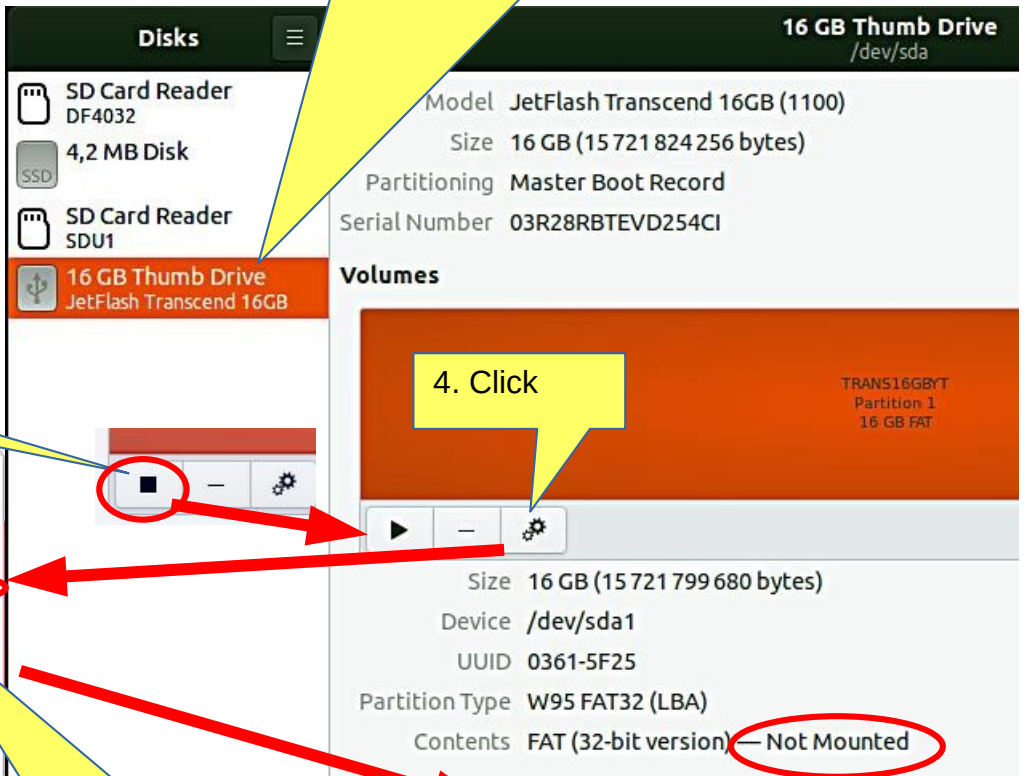 Disks
16 GB Thumb Drive
/dev/sda
SD Card Reader
DF4032
4,2 MB Disk
SSD
SD Card Reader
SDU1
16 GB Thumb Drive
JetFlash Transcend 16GB
Model JetFlash Transcend 16GB (1100)
Size 16 GB (15 721 824 256 bytes)
Partitioning Master Boot Record
Serial Number 03R28RBTEVD254CI
Volumes
4. Click
TRANS16GBYT
Partition 1
16 GB FAT
Size 16 GB (15 721 799 680 bytes)
Device /dev/sda1
UUID 0361-5F25
Partition Type W95 FAT32 (LBA)
Contents FAT (32-bit version) — Not Mounted